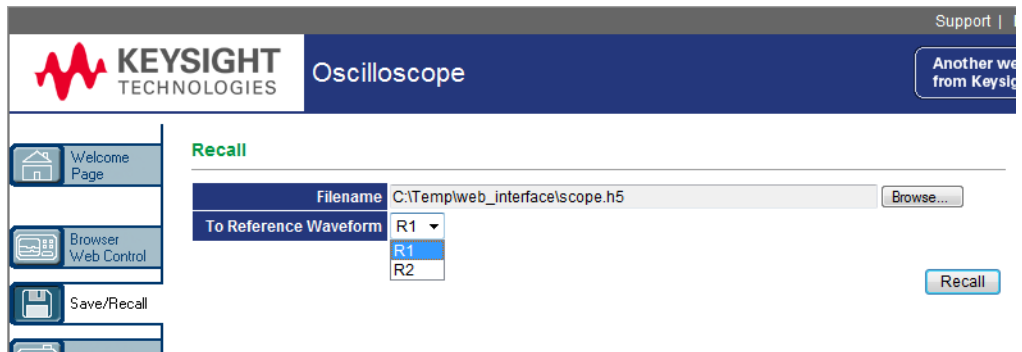 Support |
KEYSIGHT
TECHNOLOGIES
Oscilloscope
Another we
from Keysig
Welcome
Page
Browser
Web Control
Save/Recall
Recall
Filename C:\Temp\web_interface\scope.h5 Browse...
To Reference Waveform R1
R1
R2
Recall